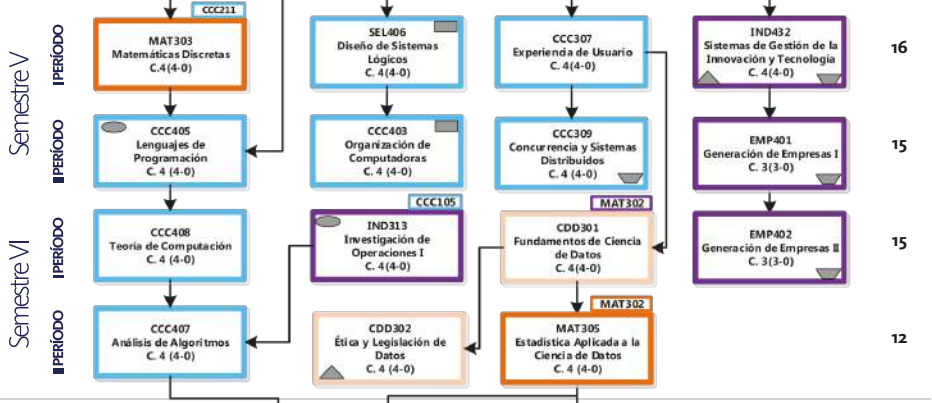 Semestre V
I PERÍODO
CCC211
MAT303
Matemáticas Discretas
C.4(4-0)
SEL406
Diseño de Sistemas
Lógicos
C. 4(4-0)
CCC307
Experiencia de Usuario
C. 4(4-0)
IND432
Sistemas de Gestión de la
Innovación y Tecnología
C. 4(4-0)
16
II PERÍODO
CCC405
Lenguajes de
Programación
C. 4 (4-0)
CCC403
Organización de
Computadoras
C. 4 (4-0)
CCC309
Concurrencia y Sistemas
Distribuidos
C. 4 (4-0)
EMP401
Generación de Empresas I
C. 3(3-0)
15
Semestre VI
I PERÍODO
CCC408
Teoría de Computación
C. 4 (4-0)
CCC105
IND313
Investigación de
Operaciones I
C. 4(4-0)
MAT302
CDD301
Fundamentos de Ciencia
de Datos
C. 4(4-0)
EMP402
Generación de Empresas II
C. 3(3-0)
15
II PERÍODO
CCC407
Análisis de Algoritmos
C. 4 (4-0)
CDD302
Ética y Legislación de
Datos
C. 4 (4-0)
MAT302
MAT305
Estadística Aplicada a la
Ciencia de Datos
C. 4 (4-0)
12